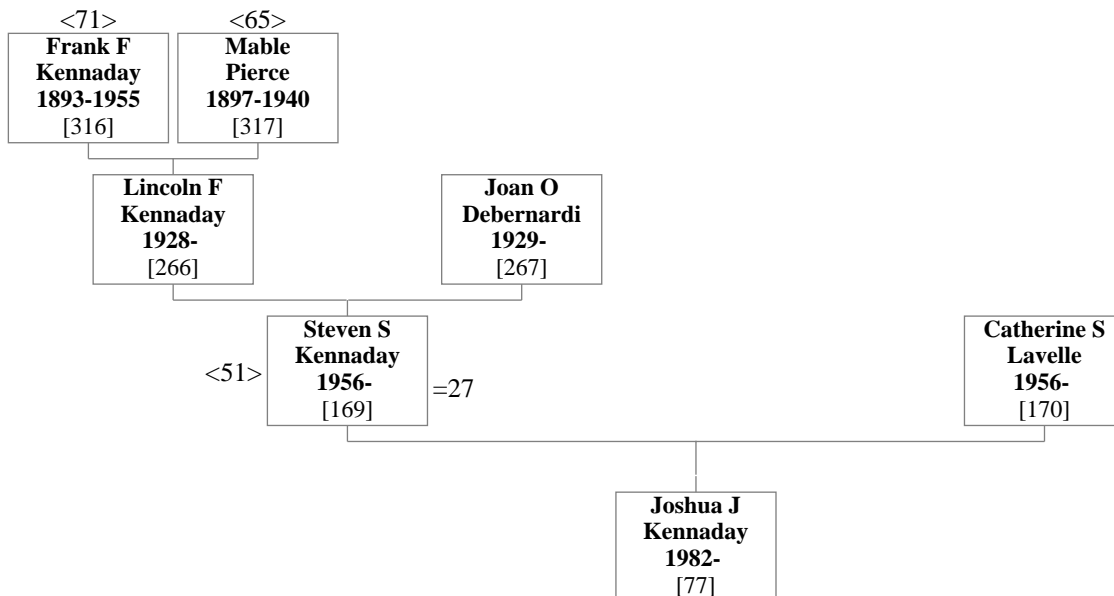 <71>
Frank F
Kennaday
1893-1955
[316]
<65>
Mable
Pierce
1897-1940
[317]
Lincoln F
Kennaday
1928-
[266]
Joan O
Debernardi
1929-
[267]
<51>
Steven S
Kennaday
1956-
[169]
=27
Catherine S
Lavelle
1956-
[170]
Joshua J
Kennaday
1982-
[77]